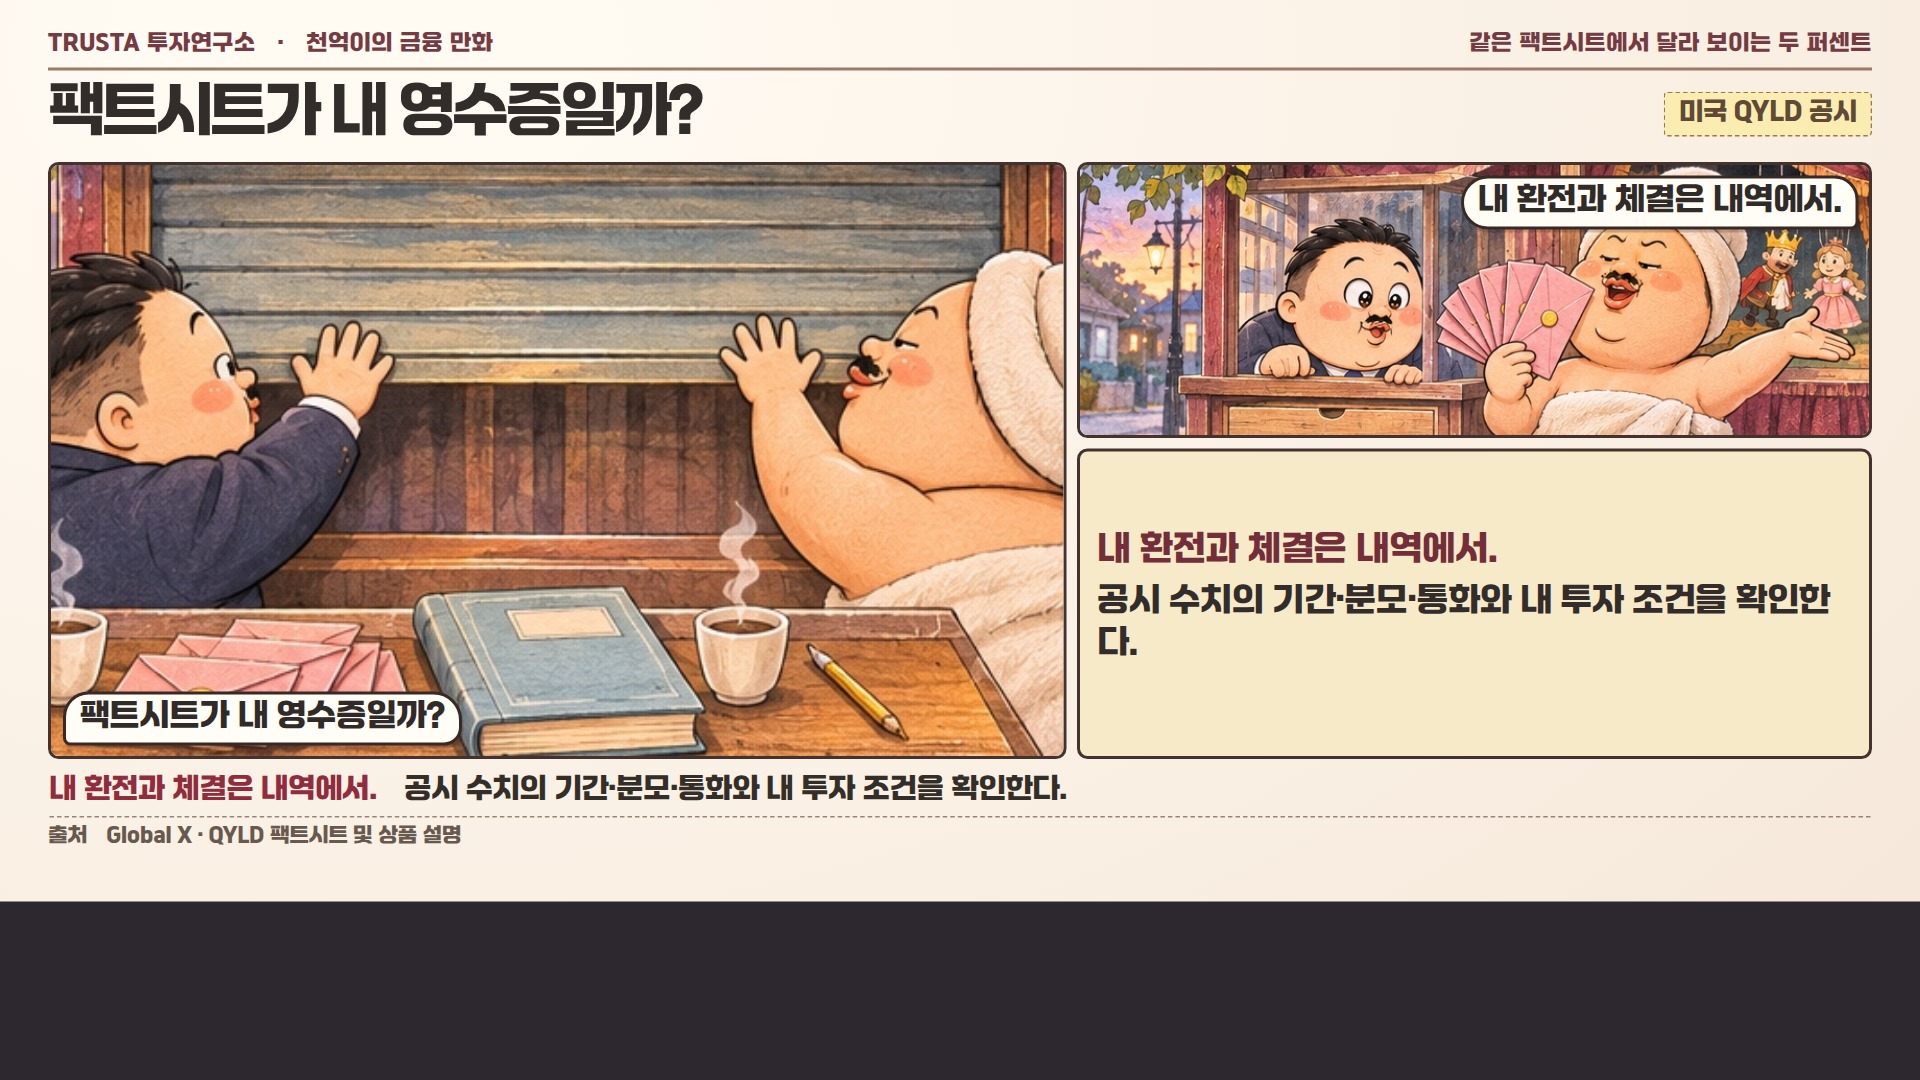 TRUSTA 투자연구소 · 천억이의 금융 만화
같은 팩트시트에서 달라 보이는 두 퍼센트
팩트시트가 내 영수증일까?
미국 QYLD 공시
내 환전과 체결은 내역에서.
팩트시트가 내 영수증일까?
내 환전과 체결은 내역에서.
공시 수치의 기간·분모·통화와 내 투자 조건을 확인한
다.
내 환전과 체결은 내역에서. 공시 수치의 기간·분모·통화와 내 투자 조건을 확인한다.
출처 Global X · QYLD 팩트시트 및 상품 설명